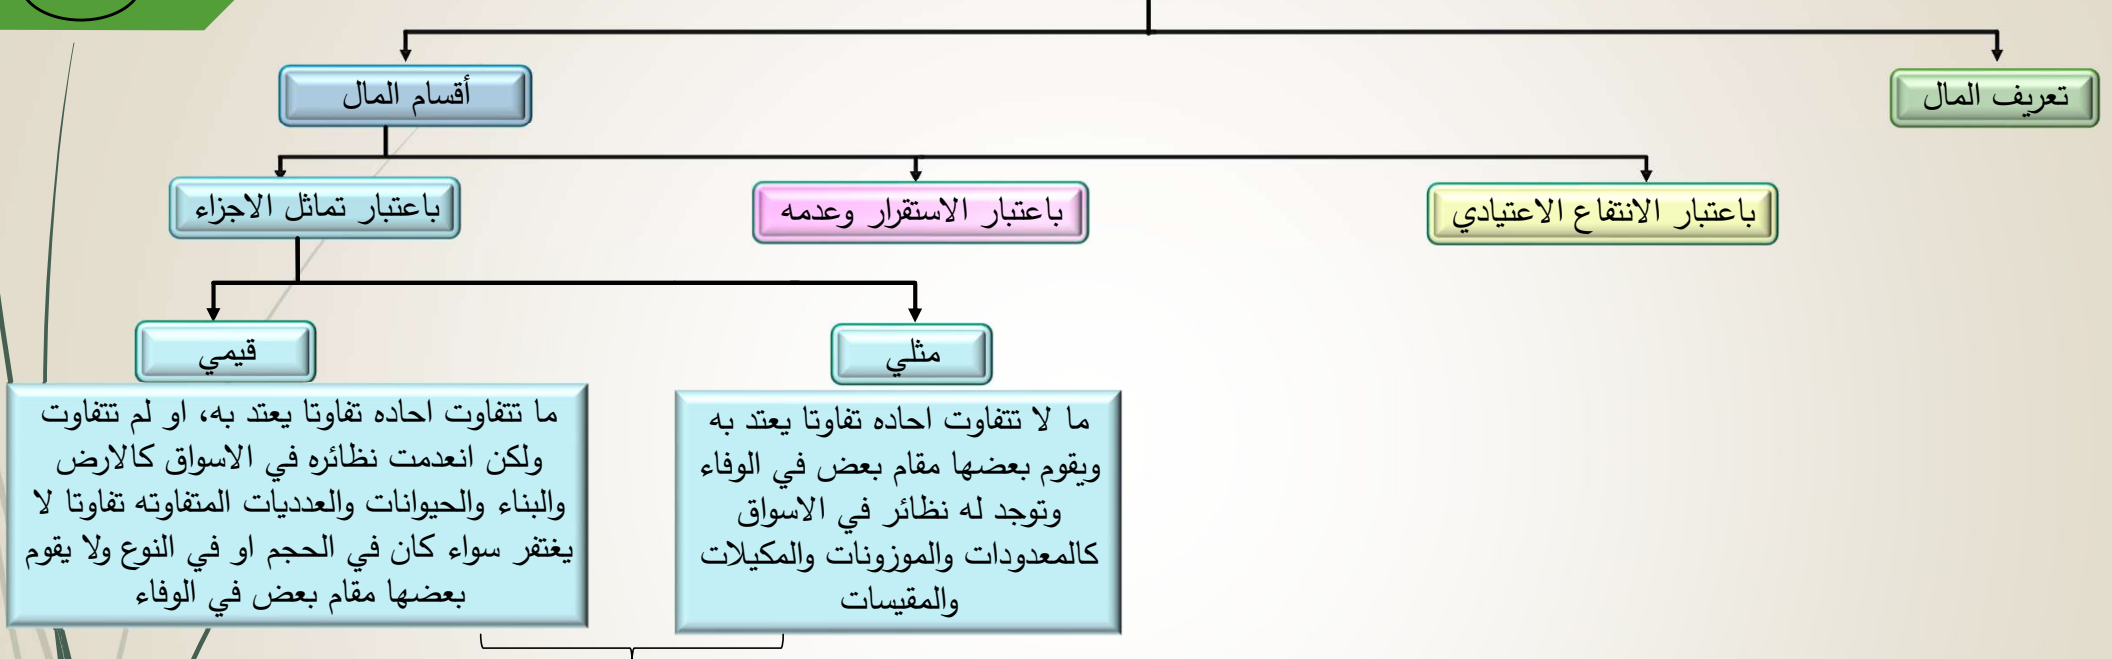 تعريف المال
أقسام المال
باعتبار الانتفاع الاعتيادي
باعتبار الاستقرار وعدمه
باعتبار تماثل الاجزاء
مثلي
ما لا تتفاوت احاده تفاوتا يعتد به
ويقوم بعضها مقام بعض في الوفاء
وتوجد له نظائر في الاسواق
كالمعدودات والموزونات والمكيلات
والمقيسات
قيمي
ما تتفاوت احاده تفاوتا يعتد به، او لم تتفاوت
ولكن انعدمت نظائره في الاسواق كالارض
والبناء والحيوانات والعدديات المتفاوته تفاوتا لا
يغتفر سواء كان في الحجم او في النوع ولا يقوم
بعضها مقام بعض في الوفاء